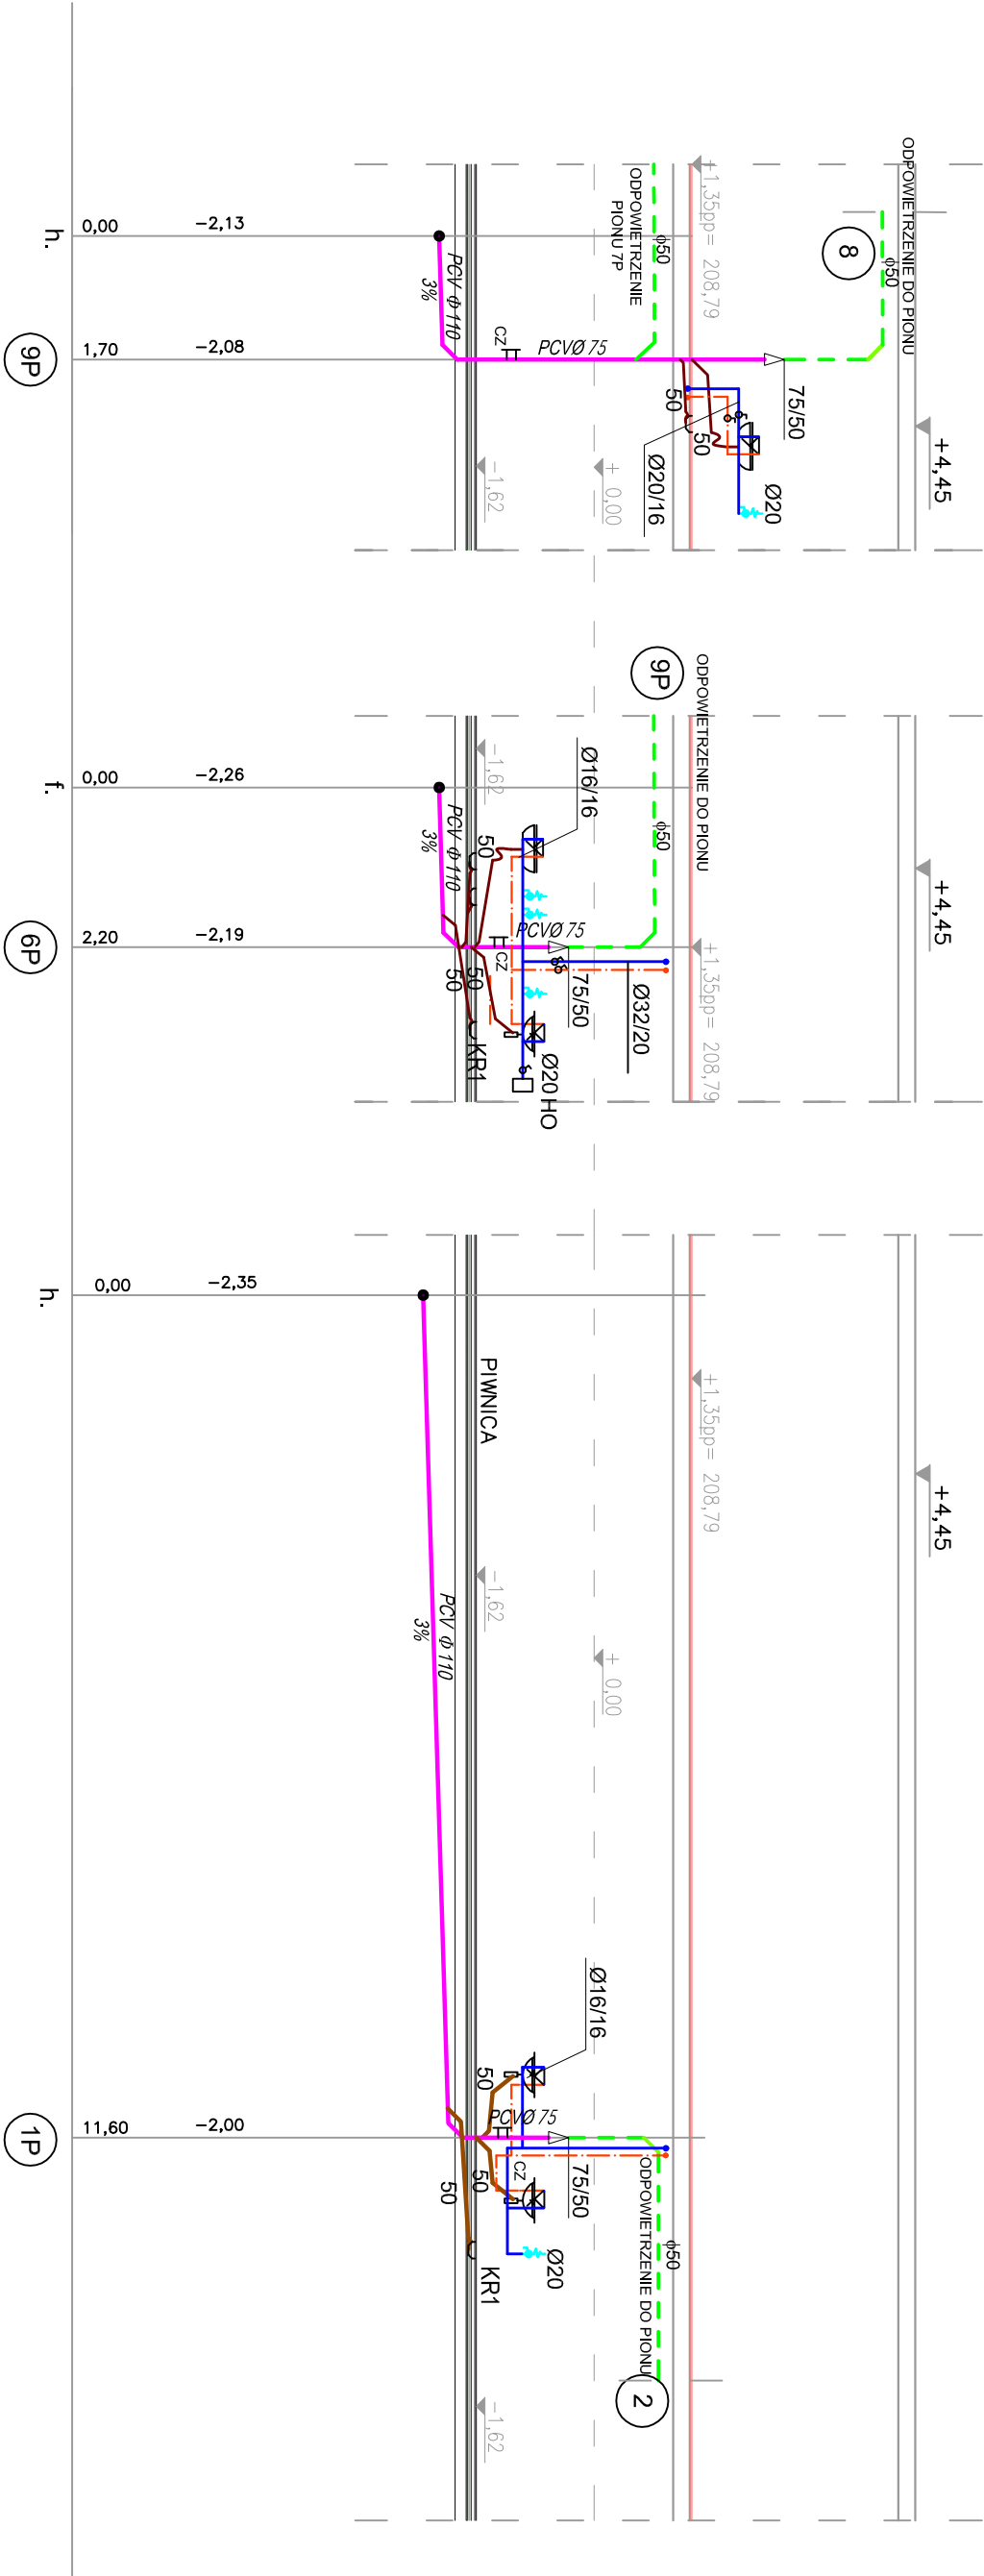 ODPOWIETRZENIE DO PIONU
8
ϕ50
+4,45
+1,35pp= 208,79
ODPOWIETRZENIE
PIONU 7P
ϕ50
75/50
Ø20
50
50
Ø20/16
+ 0,00
-1,62
PCVØ 75
CZ
PCV Φ 110
3%
-2,13
-2,08
0,00
1,70
h.
9P
+4,45
ODPOWIETRZENIE DO PIONU
9P
ϕ50
+1,35pp= 208,79
Ø16/16
Ø32/20
75/50
PCVØ 75
CZ
Ø20 HO
-1,62
50
50
50
KR1
PCV Φ 110
3%
-2,26
-2,19
0,00
2,20
f.
6P
+4,45
+1,35pp= 208,79
+ 0,00
-1,62
PIWNICA
PCV Φ 110
3%
Ø16/16
ϕ50
ODPOWIETRZENIE DO PIONU
2
75/50
PCVØ 75
CZ
Ø20
50
50
50
KR1
-1,62
-2,35
-2,00
0,00
11,60
h.
1P